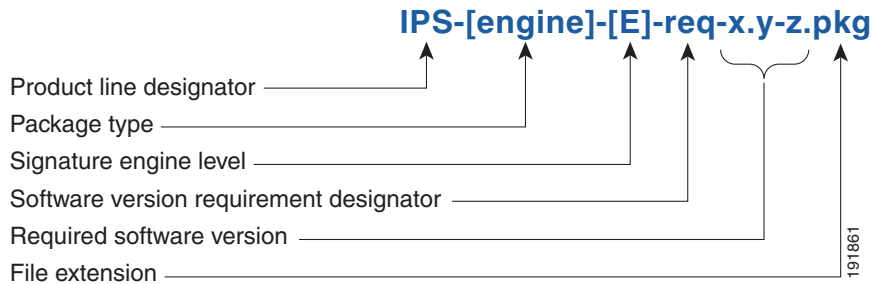 IPS-[engine]-[E]-req-x.y-z.pkg
Product line designator
Package type
Signature engine level
Software version requirement designator
Required software version
File extension
191861